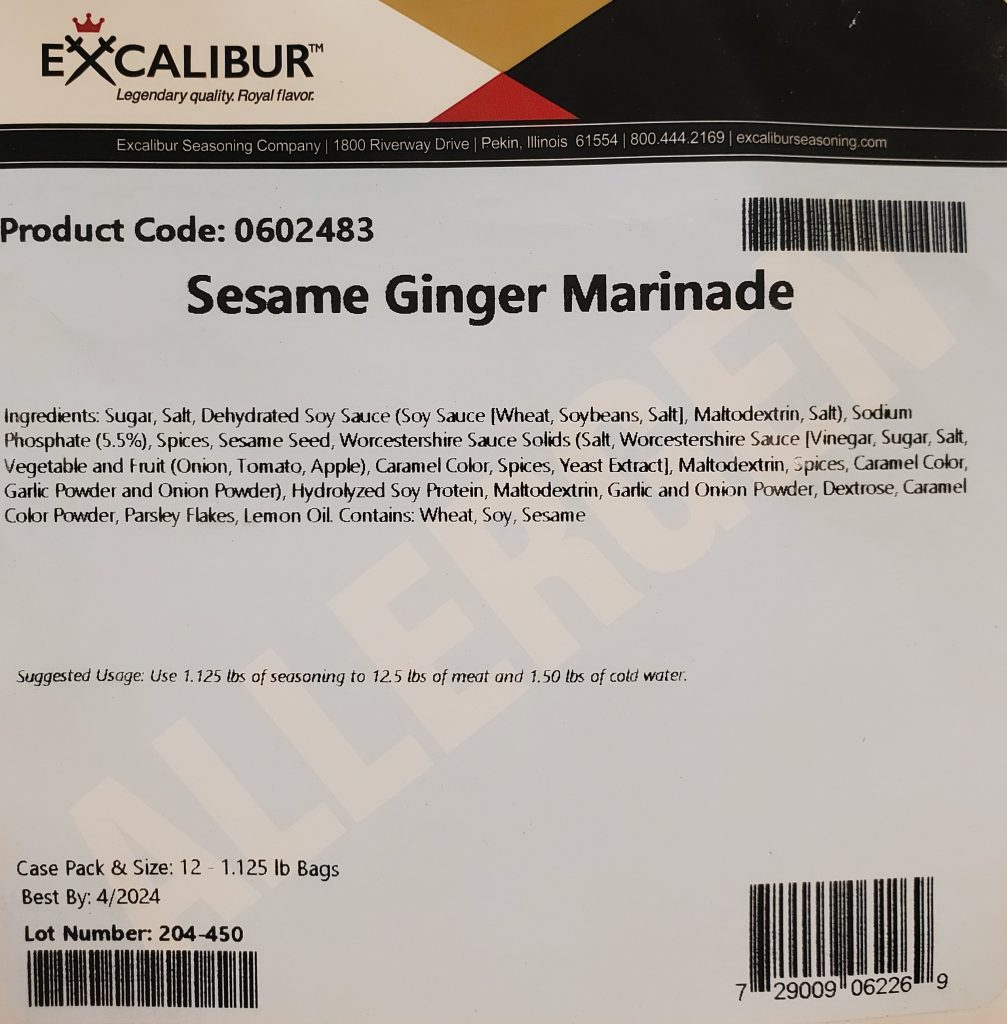 EXCALIBUR™
Legendary quality. Royal flavor.
Excalibur Seasoning Company | 1800 Riverway Drive | Pekin, Illinois 61554 | 800.444.2169 | excaliburseasoning.com
Product Code: 0602483
Sesame Ginger Marinade
Ingredients: Sugar, Salt, Dehydrated Soy Sauce (Soy Sauce [Wheat, Soybeans, Salt], Maltodextrin, Salt), Sodium
Phosphate (5.5%), Spices, Sesame Seed, Worcestershire Sauce Solids (Salt, Worcestershire Sauce [Vinegar, Sugar, Salt,
Vegetable and Fruit (Onion, Tomato, Apple), Caramel Color, Spices, Yeast Extract], Maltodextrin, Spices, Caramel Color,
Garlic Powder and Onion Powder), Hydrolyzed Soy Protein, Maltodextrin, Garlic and Onion Powder, Dextrose, Caramel
Color Powder, Parsley Flakes, Lemon Oil. Contains: Wheat, Soy, Sesame
ALLERGEN
Suggested Usage: Use 1.125 lbs of seasoning to 12.5 lbs of meat and 1.50 lbs of cold water.
Case Pack & Size: 12 - 1.125 lb Bags
Best By: 4/2024
Lot Number: 204-450
7 29009 06226 9